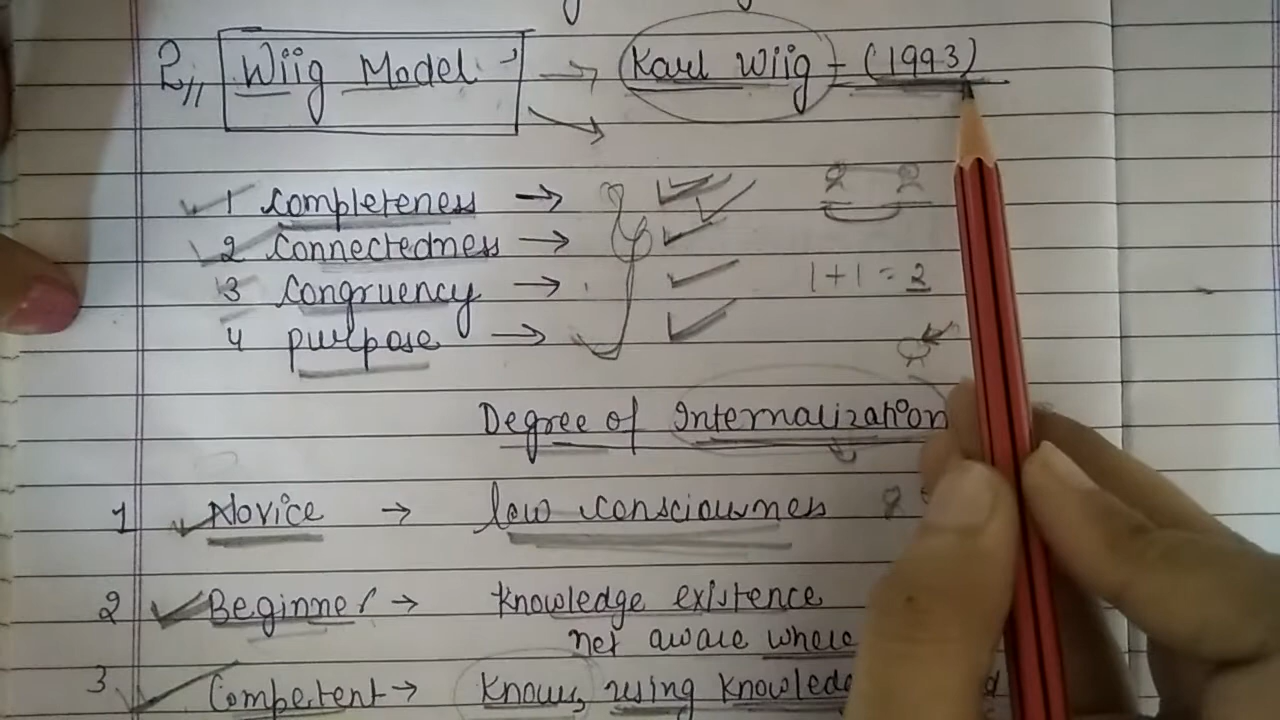 2 Wiig Model → Karl Wiig - (1993)
1 Completeness →
2 Connectedness →
3 Congruency → 1+1=2
4 purpose →
Degree of Internalization
1 Novice → low consciousness
2 Beginner → Knowledge existence
not aware where
3 Competent → Knows, using